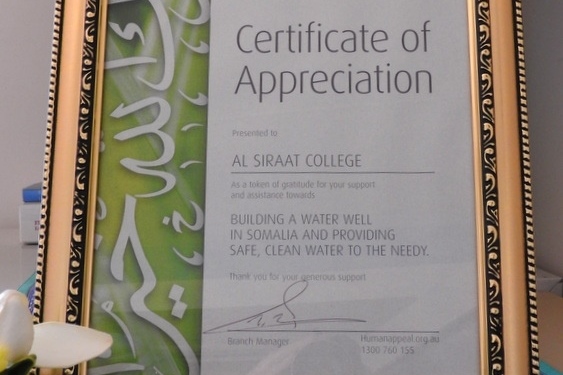 Certificate of
Appreciation
Presented to
AL SIRAAT COLLEGE
As a token of gratitude for your support
and assistance towards
BUILDING A WATER WELL
IN SOMALIA AND PROVIDING
SAFE, CLEAN WATER TO THE NEEDY.
Thank you for your generous support
Branch Manager
Humanappeal.org.au
1300 760 155